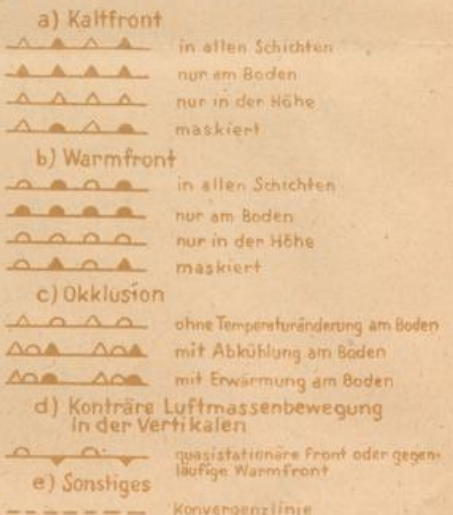 a) Kaltfront
in allen Schichten
nur am Boden
nur in der Höhe
maskiert
b) Warmfront
in allen Schichten
nur am Boden
nur in der Höhe
maskiert
c) Okklusion
ohne Temperaturänderung am Boden
mit Abkühlung am Boden
mit Erwärmung am Boden
d) Konträre Luftmassenbewegung
in der Vertikalen
quasistationäre Front oder gegen-
läufige Warmfront
e) Sonstiges
Konvergenzlinie